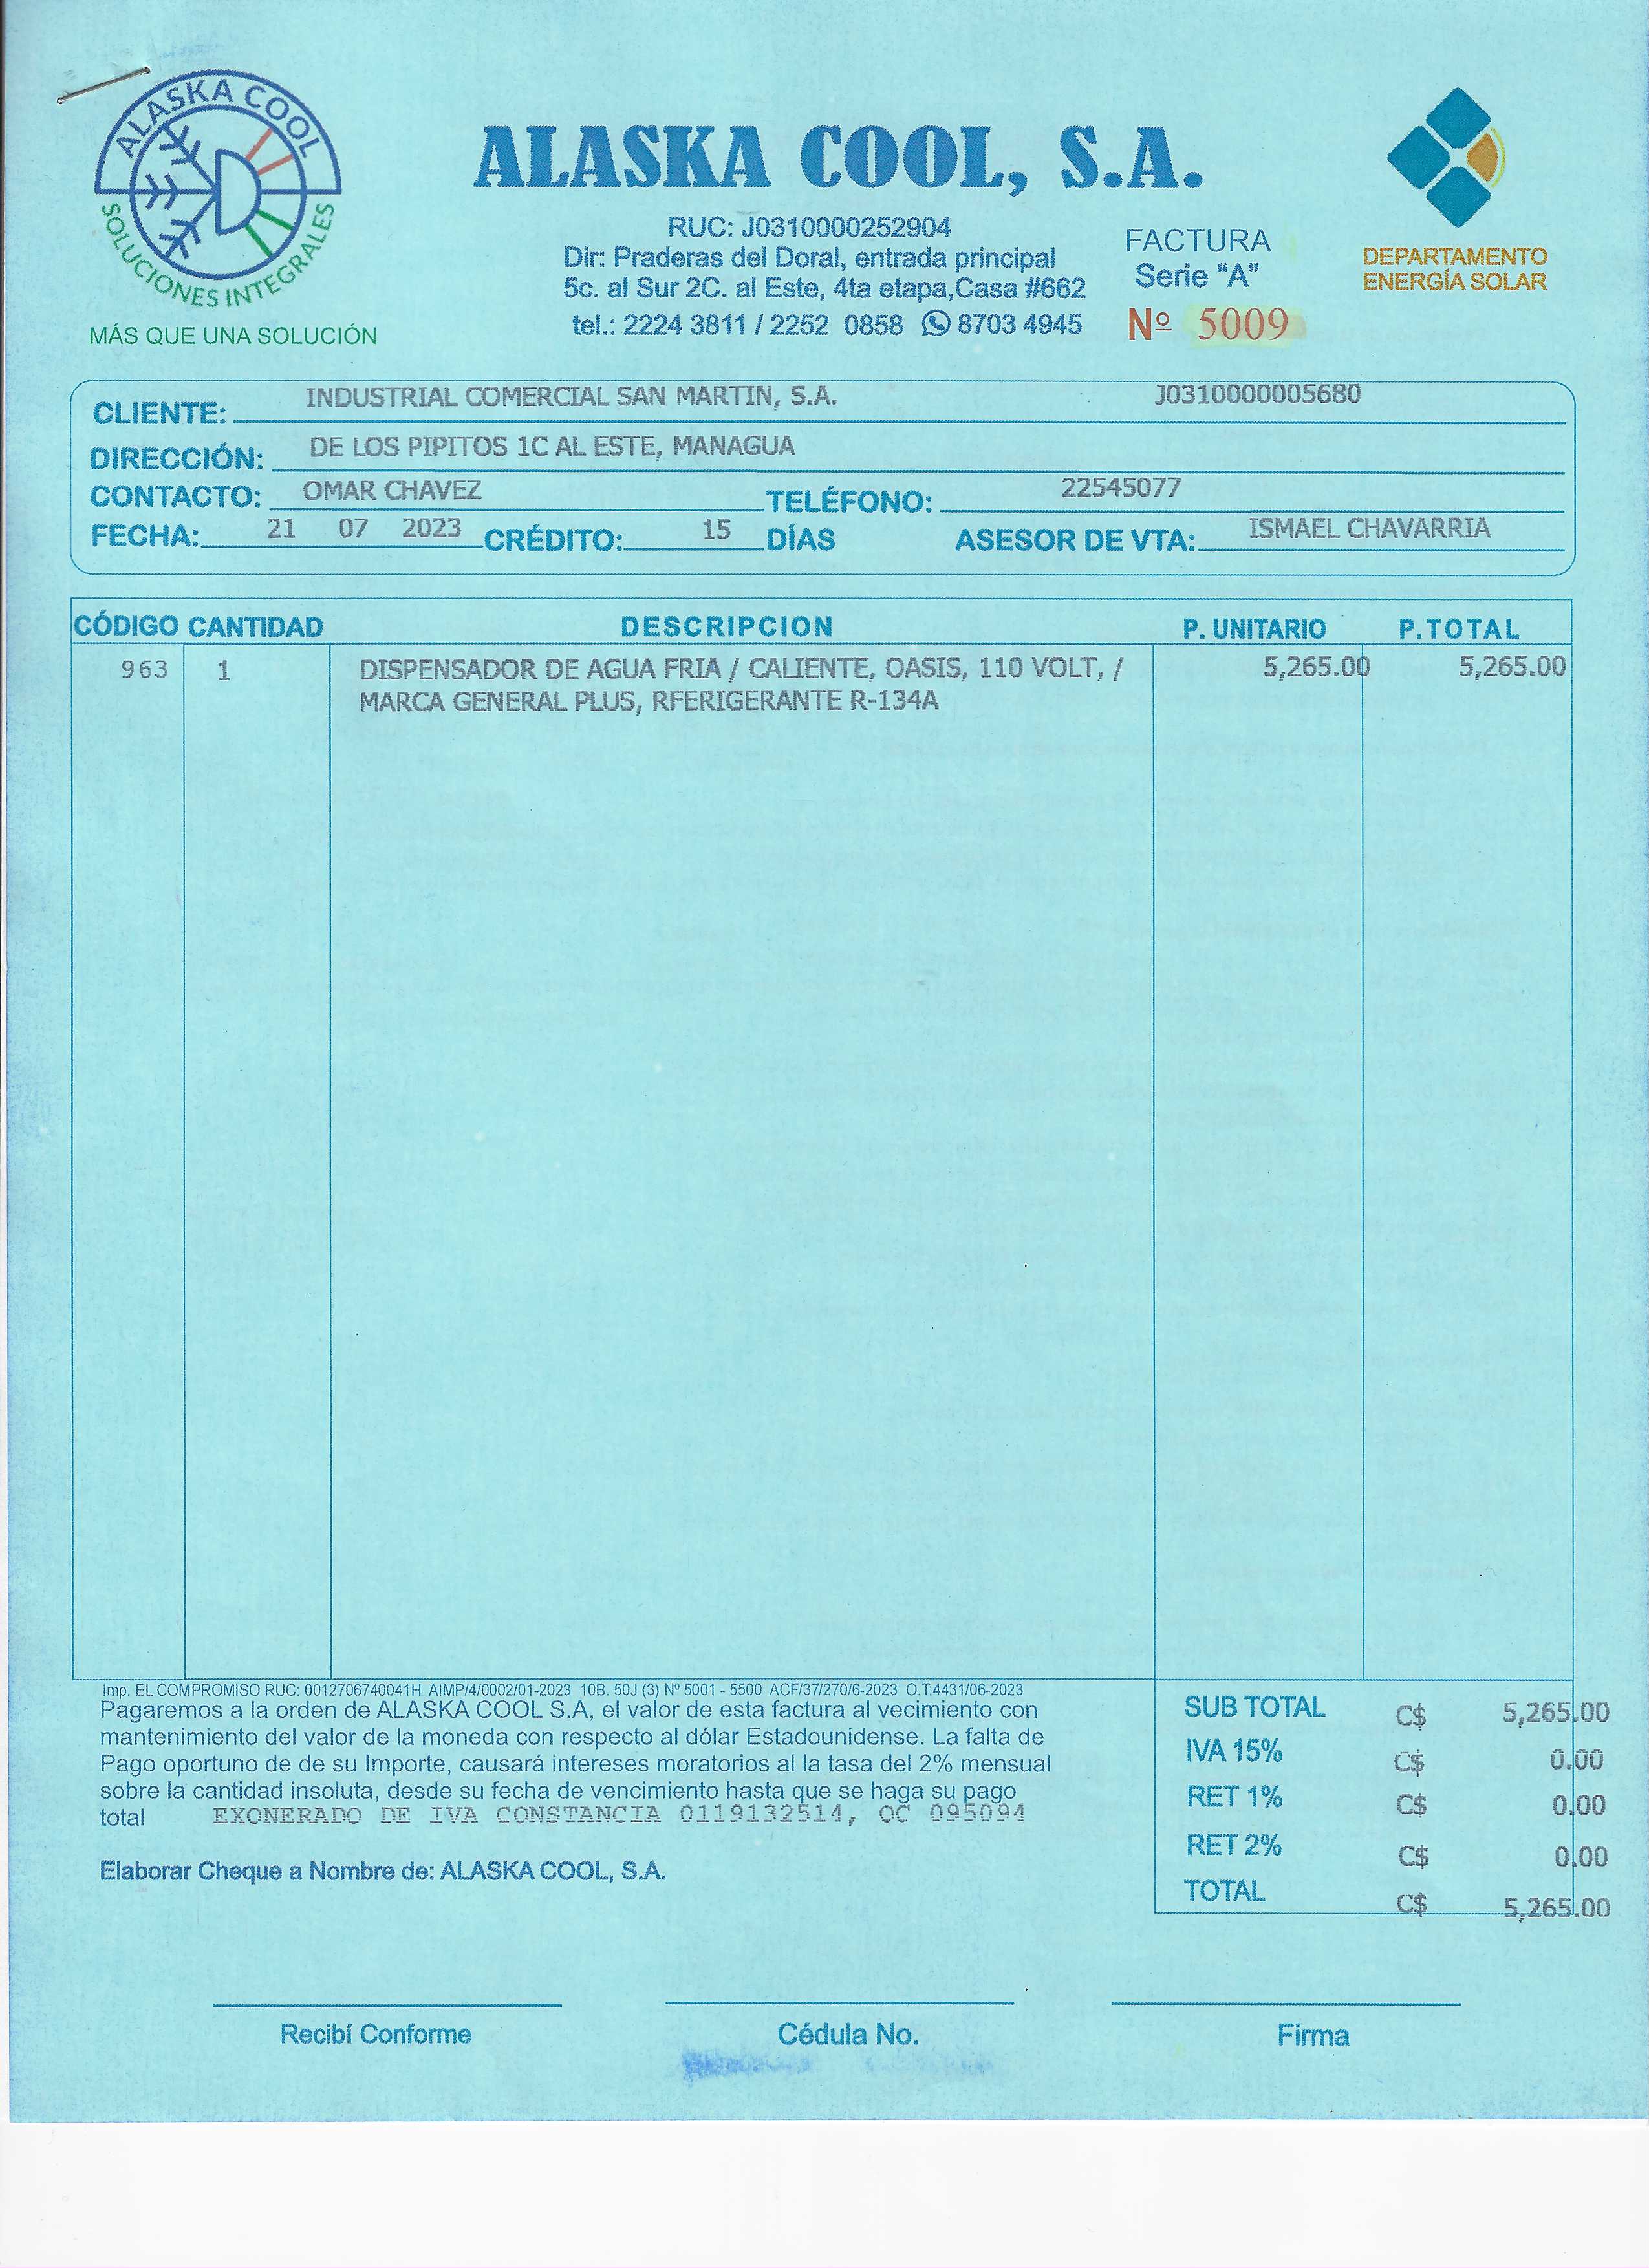 ALASKA COOL
SOLUCIONES INTEGRALES
MÁS QUE UNA SOLUCIÓN
ALASKA COOL, S.A.
RUC: J0310000252904
Dir: Praderas del Doral, entrada principal
5c. al Sur 2C. al Este, 4ta etapa,Casa #662
tel.: 2224 3811 / 2252 0858 8703 4945
FACTURA
Serie “A”
Nº 5009
DEPARTAMENTO
ENERGÍA SOLAR
CLIENTE: INDUSTRIAL COMERCIAL SAN MARTIN, S.A. J0310000005680
DIRECCIÓN: DE LOS PIPITOS 1C AL ESTE, MANAGUA
CONTACTO: OMAR CHAVEZ TELÉFONO: 22545077
FECHA: 21 07 2023 CRÉDITO: 15 DÍAS ASESOR DE VTA: ISMAEL CHAVARRIA
CÓDIGO CANTIDAD DESCRIPCION P. UNITARIO P.TOTAL
963 1 DISPENSADOR DE AGUA FRIA / CALIENTE, OASIS, 110 VOLT, / 5,265.00 5,265.00
MARCA GENERAL PLUS, RFERIGERANTE R-134A
Imp. EL COMPROMISO RUC: 0012706740041H AIMP/4/0002/01-2023 10B. 50J (3) Nº 5001 - 5500 ACF/37/270/6-2023 O.T:4431/06-2023
Pagaremos a la orden de ALASKA COOL S.A, el valor de esta factura al vecimiento con
mantenimiento del valor de la moneda con respecto al dólar Estadounidense. La falta de
Pago oportuno de de su Importe, causará intereses moratorios al la tasa del 2% mensual
sobre la cantidad insoluta, desde su fecha de vencimiento hasta que se haga su pago
total EXONERADO DE IVA CONSTANCIA 0119132514, OC 095094
Elaborar Cheque a Nombre de: ALASKA COOL, S.A.
SUB TOTAL C$ 5,265.00
IVA 15% C$ 0.00
RET 1% C$ 0.00
RET 2% C$ 0.00
TOTAL C$ 5,265.00
Recibí Conforme Cédula No. Firma